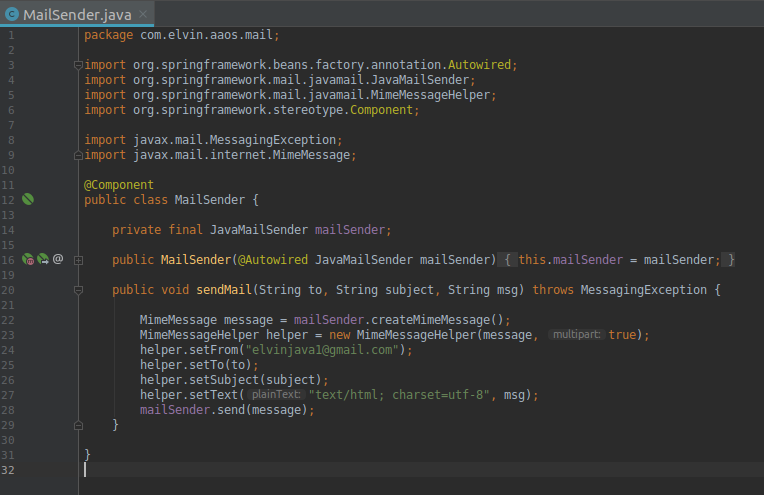 MailSender.java
1 package com.elvin.aaos.mail;
2
3 import org.springframework.beans.factory.annotation.Autowired;
4 import org.springframework.mail.javamail.JavaMailSender;
5 import org.springframework.mail.javamail.MimeMessageHelper;
6 import org.springframework.stereotype.Component;
7
8 import javax.mail.MessagingException;
9 import javax.mail.internet.MimeMessage;
10
11 @Component
12 public class MailSender {
13
14 private final JavaMailSender mailSender;
15
16 @ public MailSender(@Autowired JavaMailSender mailSender) { this.mailSender = mailSender; }
19
20 public void sendMail(String to, String subject, String msg) throws MessagingException {
21
22 MimeMessage message = mailSender.createMimeMessage();
23 MimeMessageHelper helper = new MimeMessageHelper(message, multipart: true);
24 helper.setFrom("elvinjava1@gmail.com");
25 helper.setTo(to);
26 helper.setSubject(subject);
27 helper.setText( plainText: "text/html; charset=utf-8", msg);
28 mailSender.send(message);
29 }
30
31 }
32